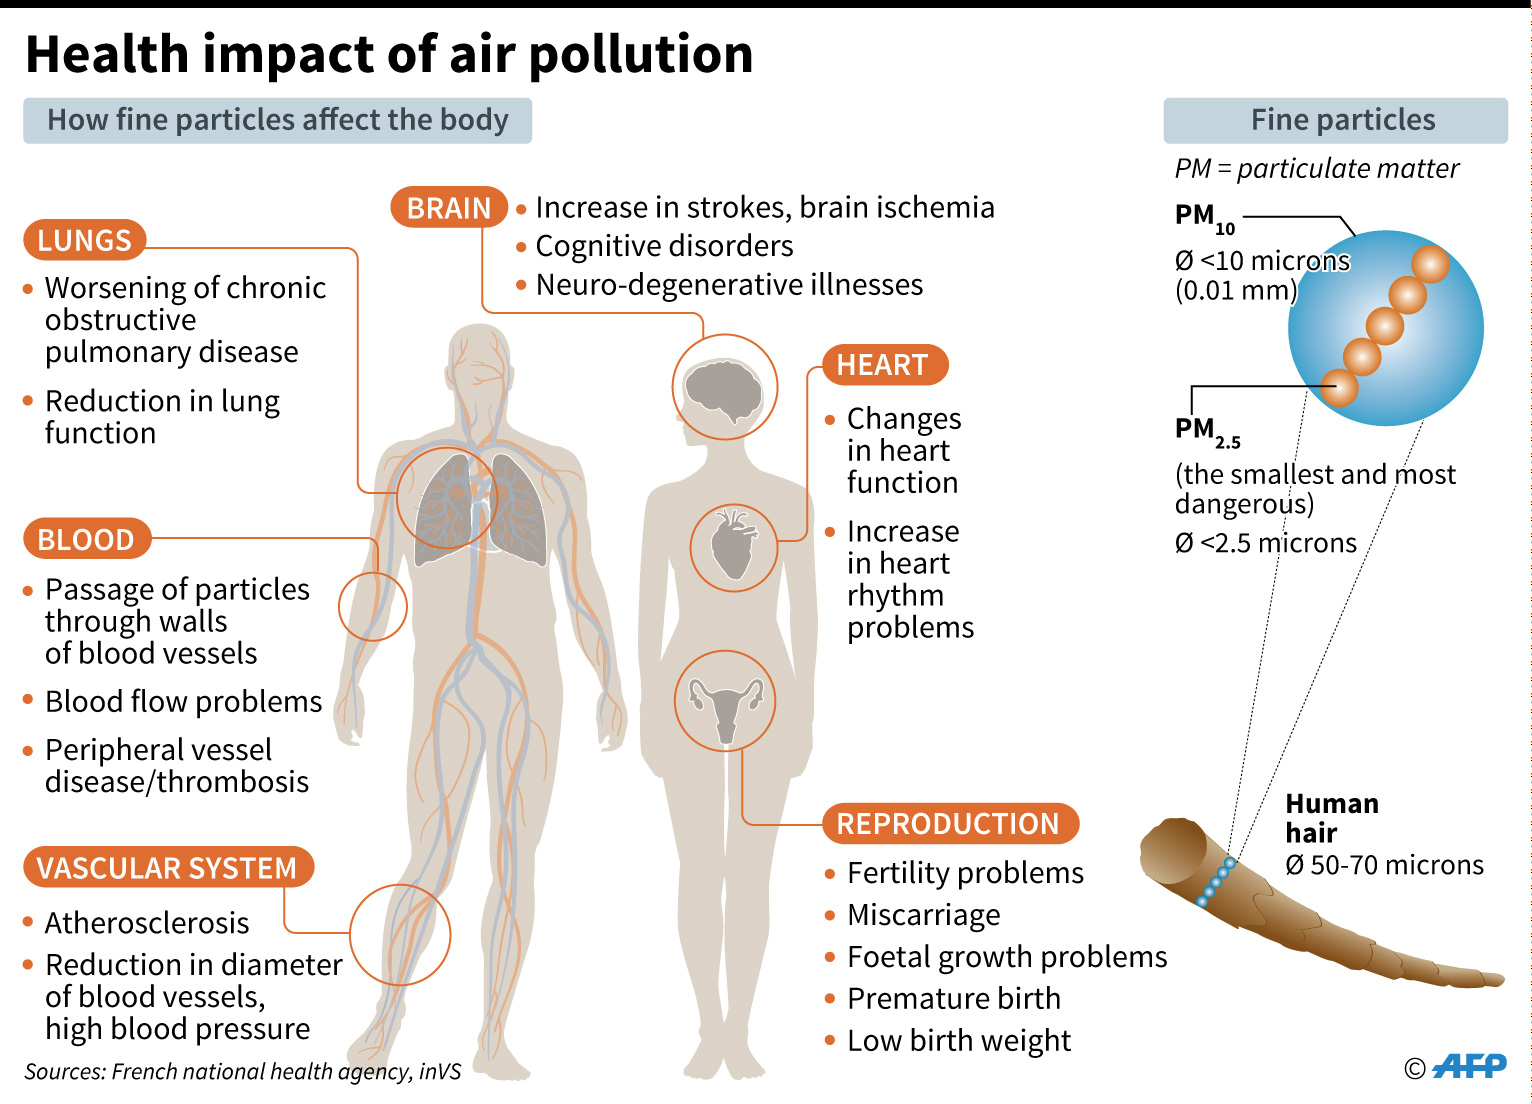 Health impact of air pollution
How fine particles affect the body
LUNGS
• Worsening of chronic
obstructive
pulmonary disease
• Reduction in lung
function
BLOOD
• Passage of particles
through walls
of blood vessels
• Blood flow problems
• Peripheral vessel
disease/thrombosis
VASCULAR SYSTEM
• Atherosclerosis
• Reduction in diameter
of blood vessels,
high blood pressure
BRAIN
• Increase in strokes, brain ischemia
• Cognitive disorders
• Neuro-degenerative illnesses
HEART
• Changes
in heart
function
• Increase
in heart
rhythm
problems
REPRODUCTION
• Fertility problems
• Miscarriage
• Foetal growth problems
• Premature birth
• Low birth weight
Fine particles
PM = particulate matter
PM10
Ø <10 microns
(0.01 mm)
PM2.5
(the smallest and most
dangerous)
Ø <2.5 microns
Human
hair
Ø 50-70 microns
Sources: French national health agency, inVS
© AFP